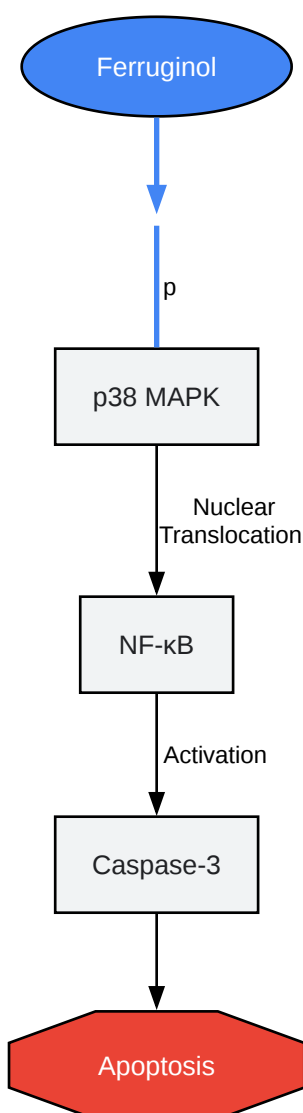 Ferruginol
p
p38 MAPK
Nuclear
Translocation
NF-κB
Activation
Caspase-3
Apoptosis